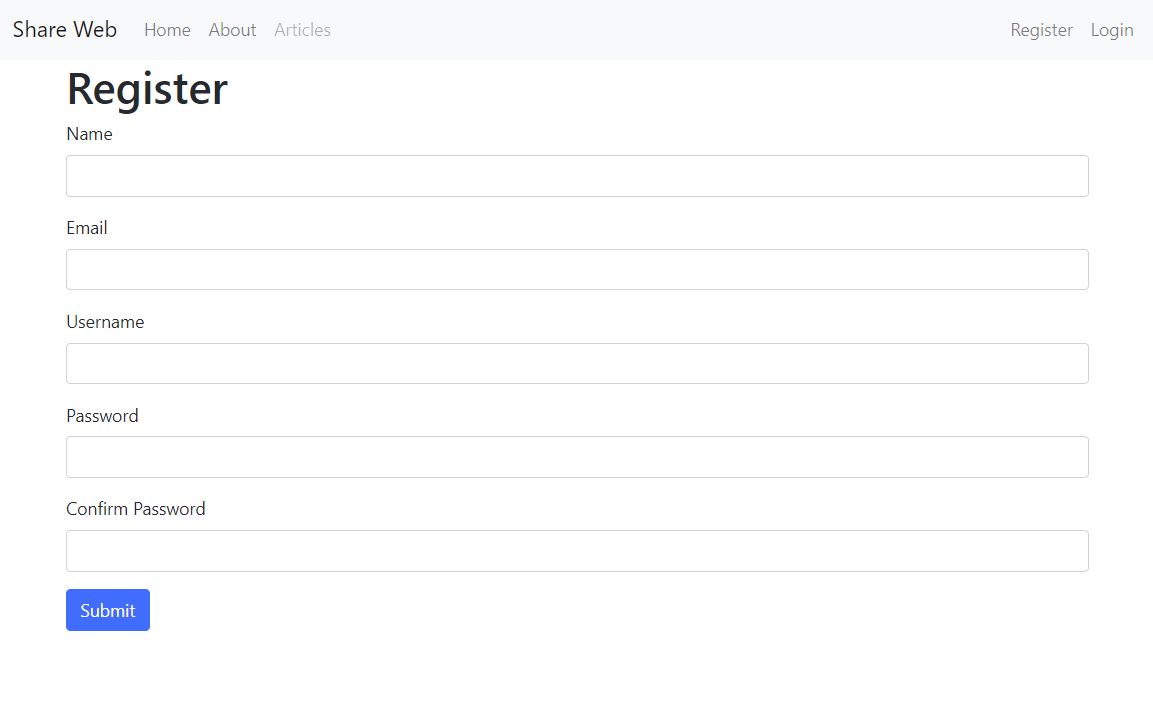 Share Web Home About Articles Register Login
Register
Name
Email
Username
Password
Confirm Password
Submit